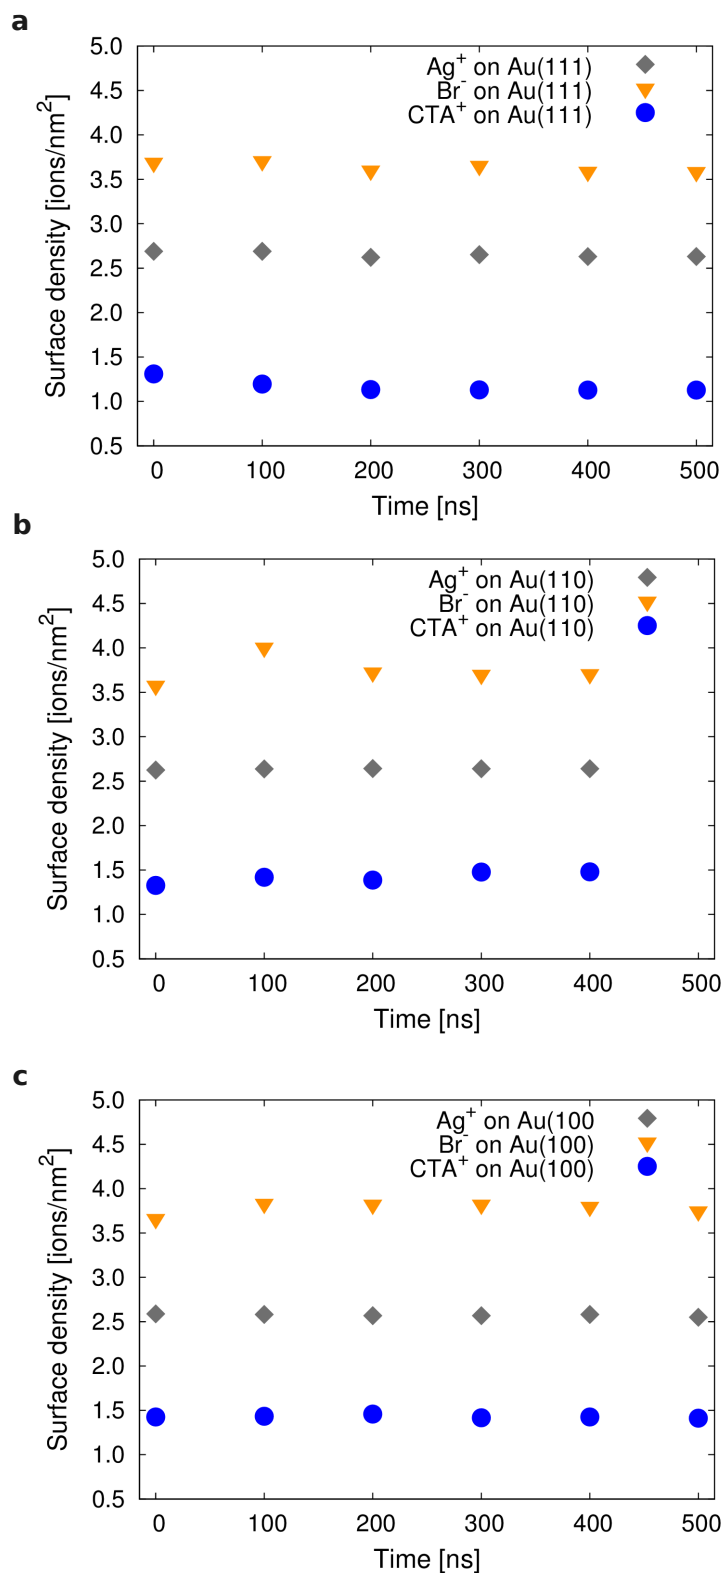 a
5.0
4.5
4.0
3.5
3.0
2.5
2.0
1.5
1.0
0.5
Surface density [ions/nm²]
Ag⁺ on Au(111)
Br⁻ on Au(111)
CTA⁺ on Au(111)
0 100 200 300 400 500
Time [ns]
b
5.0
4.5
4.0
3.5
3.0
2.5
2.0
1.5
1.0
0.5
Surface density [ions/nm²]
Ag⁺ on Au(110)
Br⁻ on Au(110)
CTA⁺ on Au(110)
0 100 200 300 400 500
Time [ns]
c
5.0
4.5
4.0
3.5
3.0
2.5
2.0
1.5
1.0
0.5
Surface density [ions/nm²]
Ag⁺ on Au(100
Br⁻ on Au(100)
CTA⁺ on Au(100)
0 100 200 300 400 500
Time [ns]